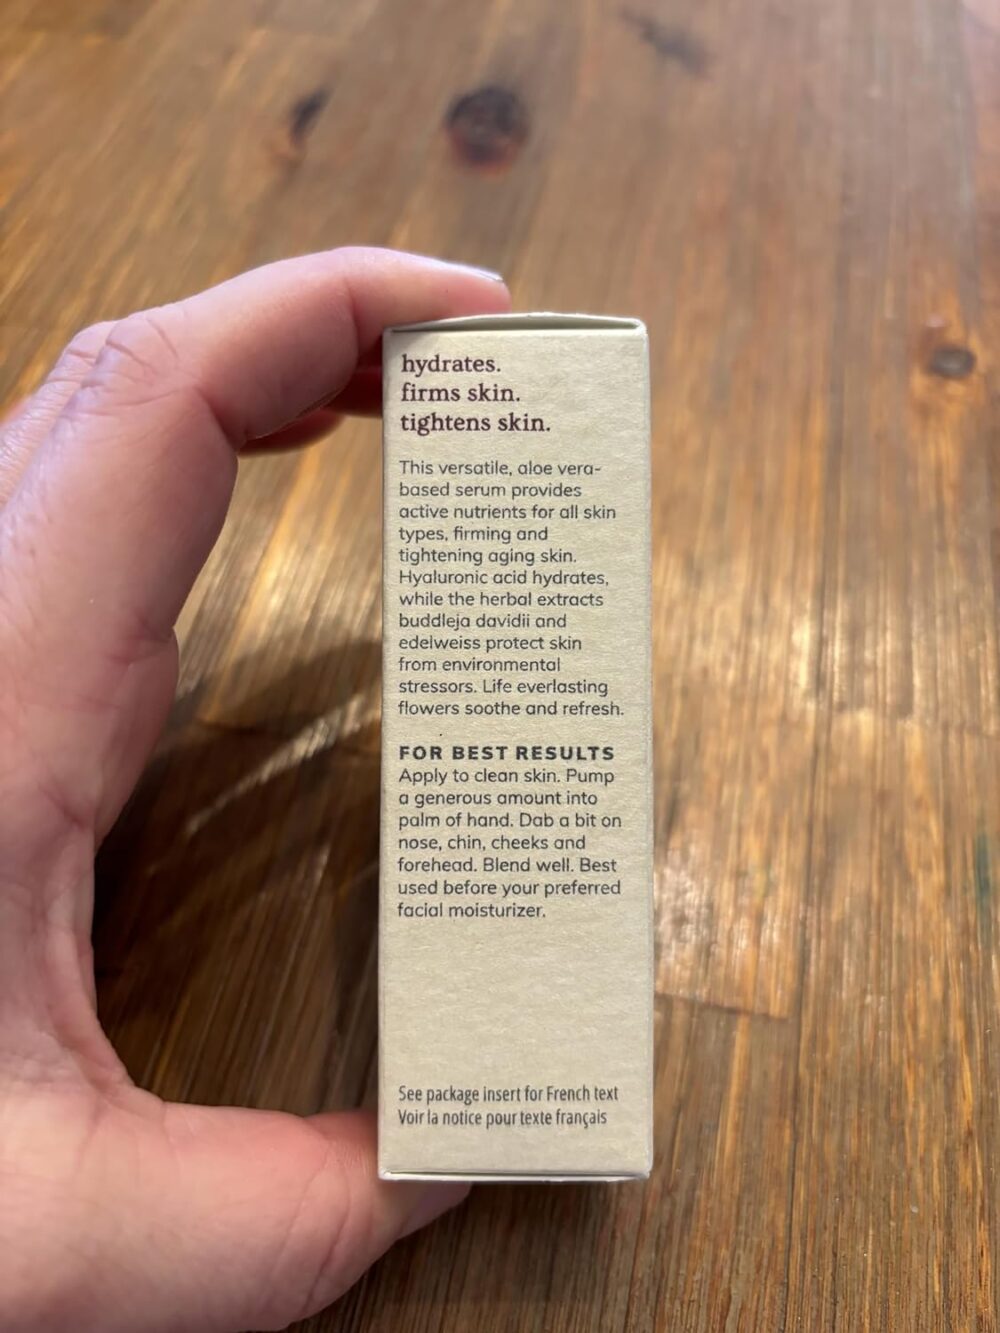 hydrates.
firms skin.
tightens skin.
This versatile, aloe vera-
based serum provides
active nutrients for all skin
types, firming and
tightening aging skin.
Hyaluronic acid hydrates,
while the herbal extracts
buddleja davidii and
edelweiss protect skin
from environmental
stressors. Life everlasting
flowers soothe and refresh.
FOR BEST RESULTS
Apply to clean skin. Pump
a generous amount into
palm of hand. Dab a bit on
nose, chin, cheeks and
forehead. Blend well. Best
used before your preferred
facial moisturizer.
See package insert for French text
Voir la notice pour texte français